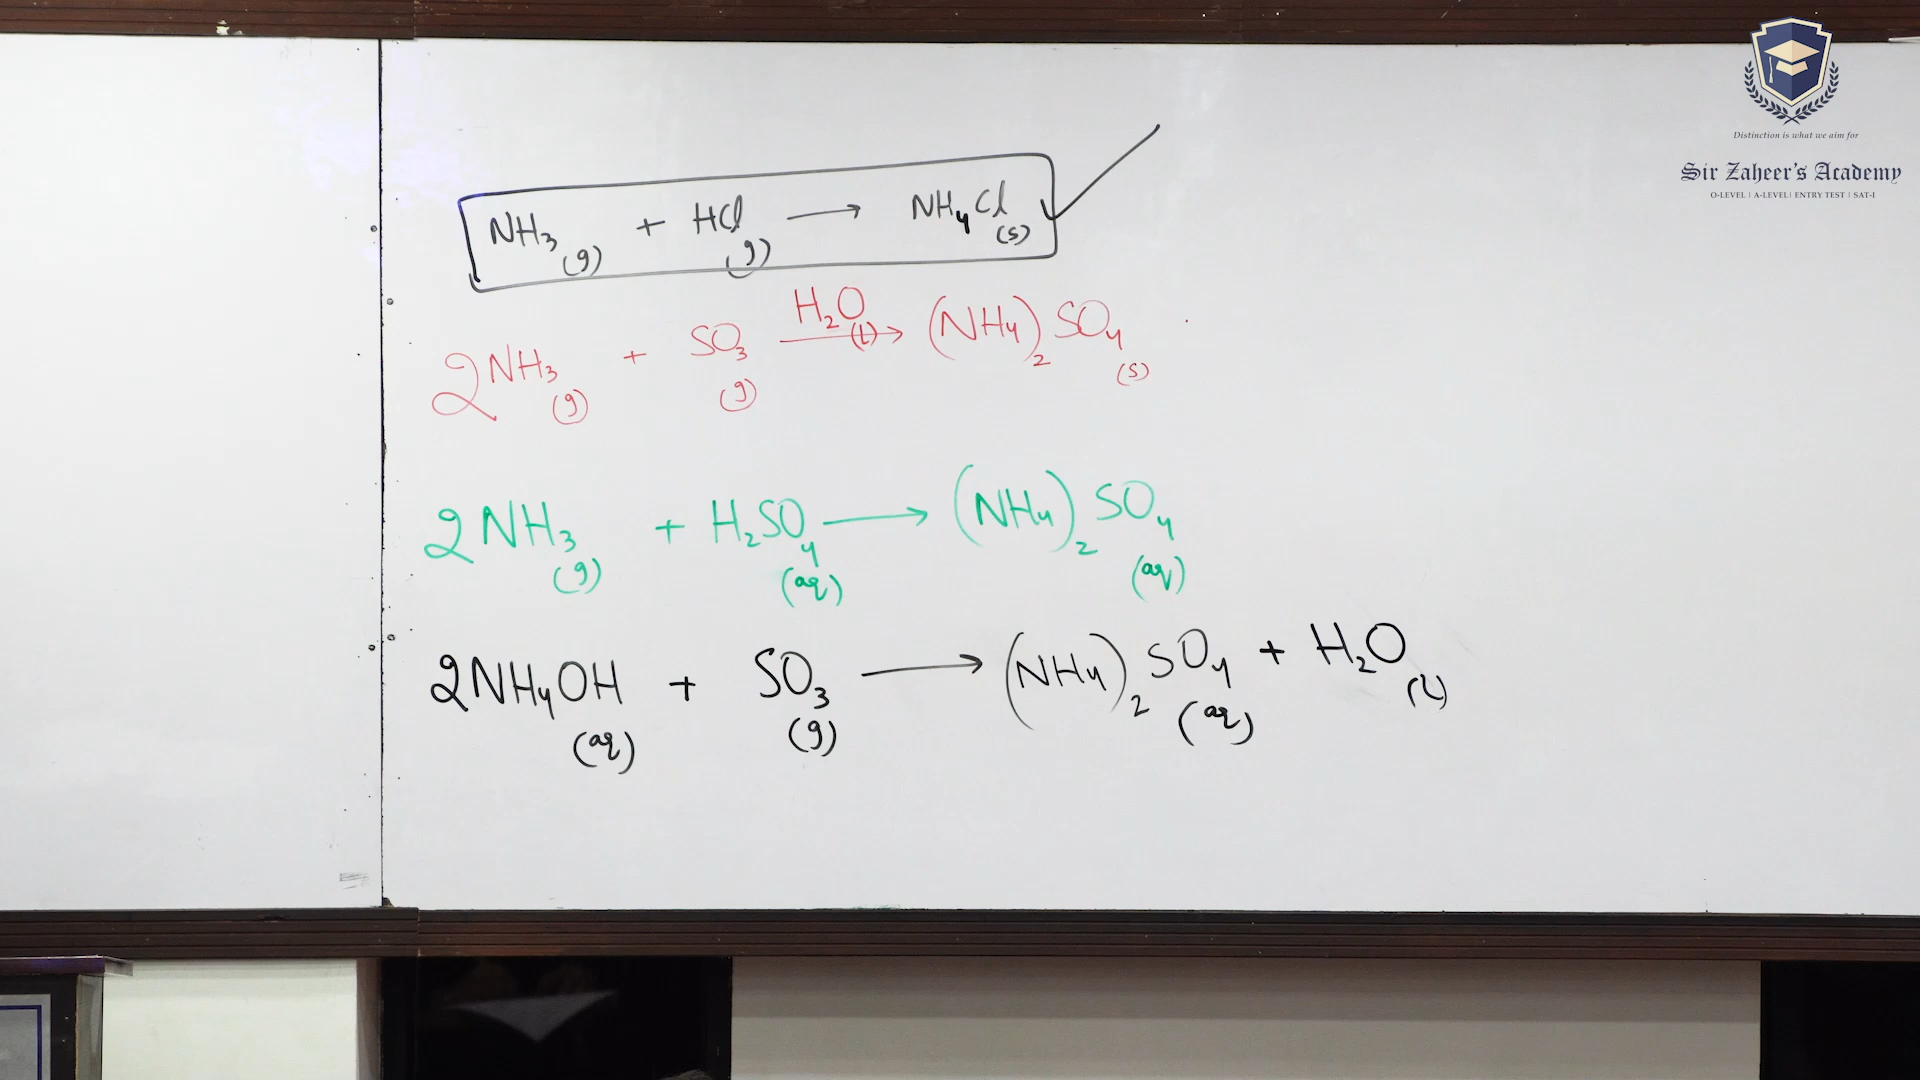 NH₃(g) + HCl(g) ⟶ NH₄Cl(s)
2NH₃(g) + SO₃(g) —H₂O(l)→ (NH₄)₂SO₄(s)
2NH₃(g) + H₂SO₄(aq) ⟶ (NH₄)₂SO₄(aq)
2NH₄OH(aq) + SO₃(g) ⟶ (NH₄)₂SO₄(aq) + H₂O(l)
Distinction is what we aim for
Sir Zaheer's Academy
O-LEVEL | A-LEVEL | ENTRY TEST | SAT-I